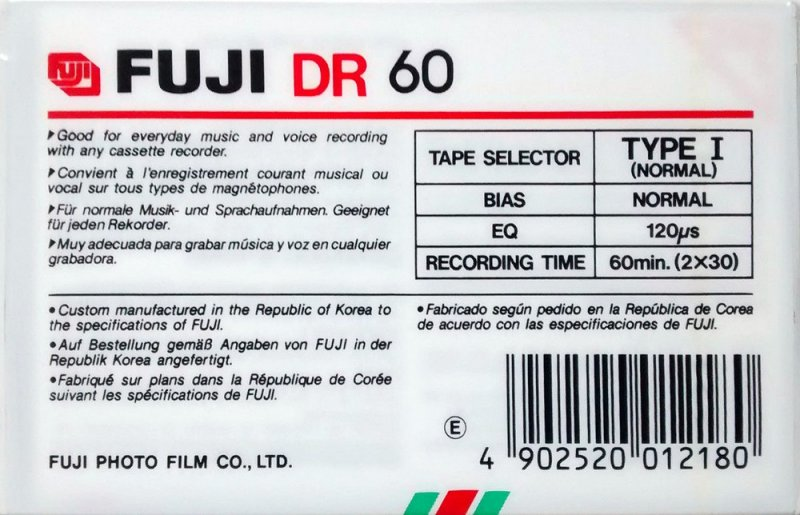 FUJI FUJI DR 60
▶Good for everyday music and voice recording
with any cassette recorder.
▶Convient à l'enregistrement courant musical ou
vocal sur tous types de magnétophones.
▶Für normale Musik- und Sprachaufnahmen. Geeignet
für jeden Rekorder.
▶Muy adecuada para grabar música y voz en cualquier
grabadora.
TAPE SELECTOR TYPE I
(NORMAL)
BIAS NORMAL
EQ 120µs
RECORDING TIME 60min. (2×30)
•Custom manufactured in the Republic of Korea to
the specifications of FUJI.
•Auf Bestellung gemäß Angaben von FUJI in der
Republik Korea angefertigt.
•Fabriqué sur plans dans la République de Corée
suivant les spécifications de FUJI.
•Fabricado según pedido en la República de Corea
de acuerdo con las especificaciones de FUJI.
Ⓔ
4 902520 012180
FUJI PHOTO FILM CO., LTD.